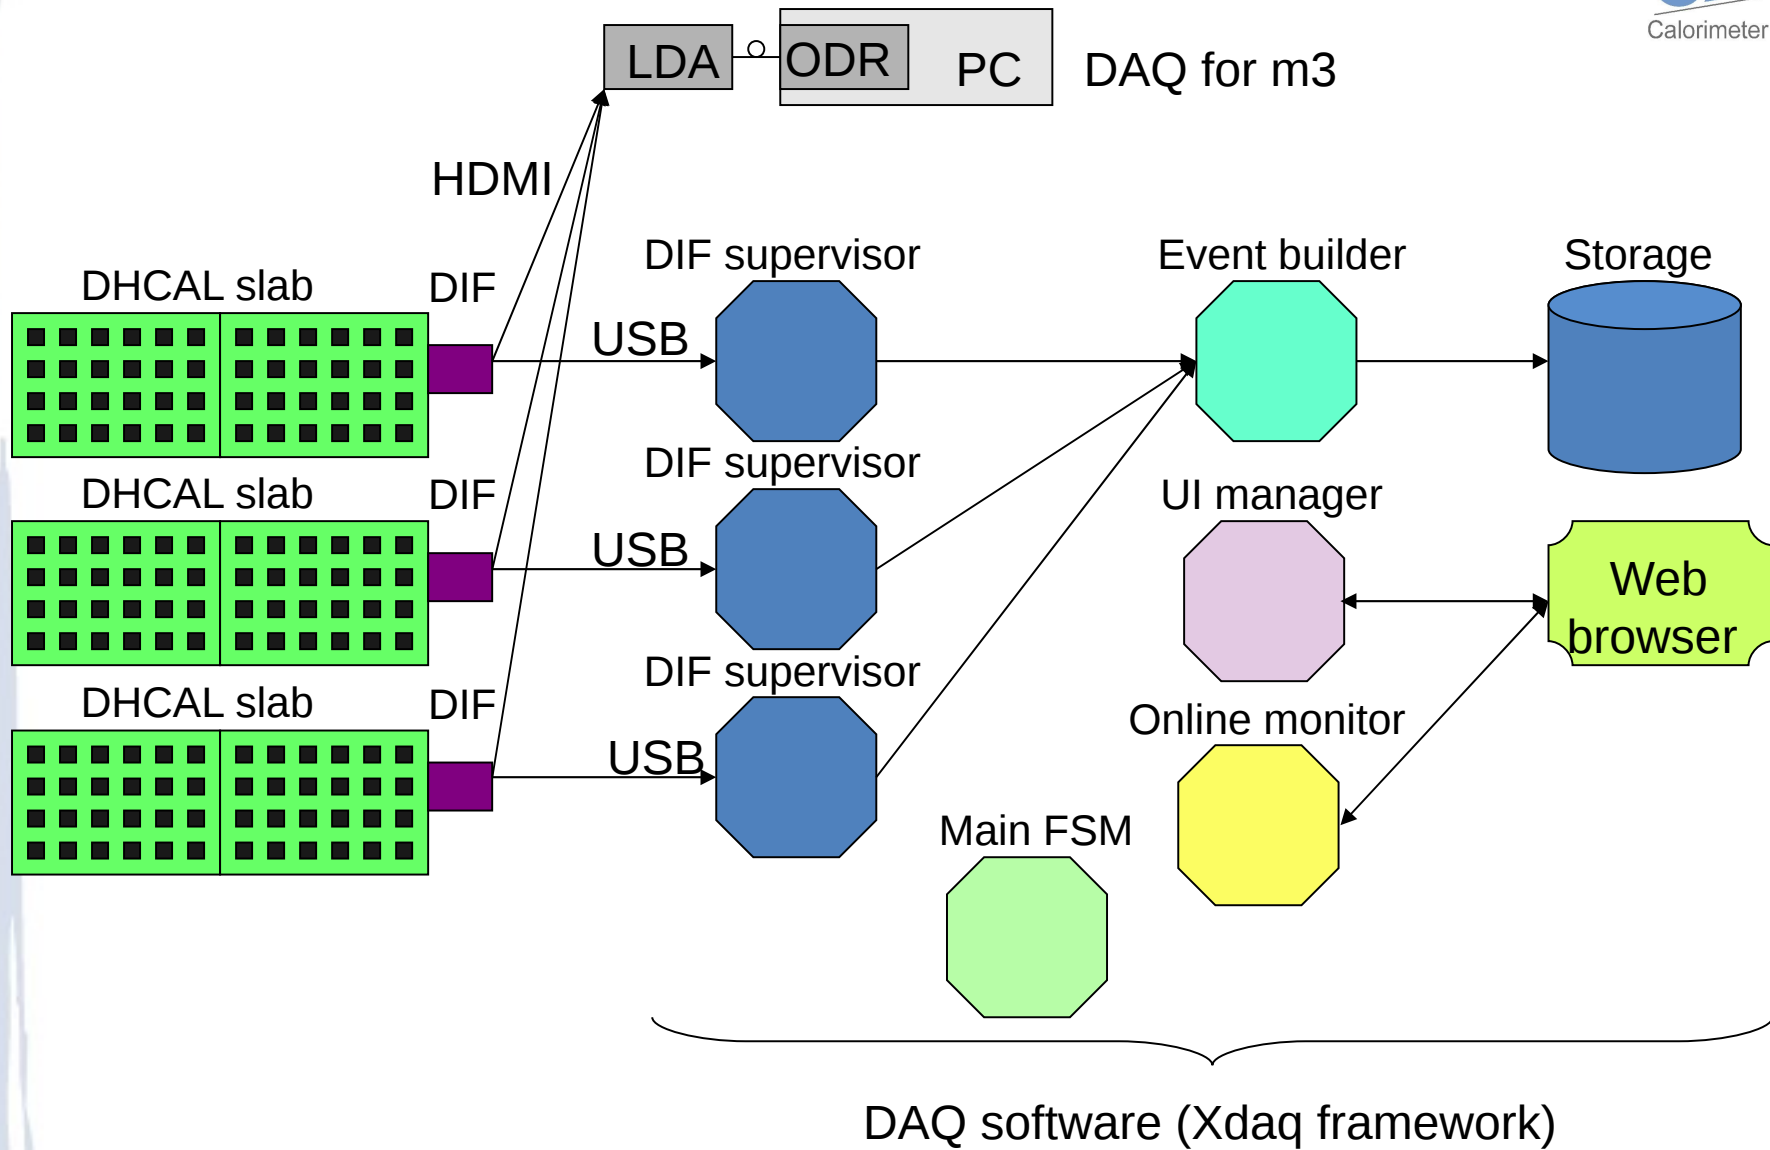 Calorimeter
LDA
ODR
PC
DAQ for m3
HDMI
DIF supervisor
Event builder
Storage
DHCAL slab
DIF
USB
DIF supervisor
UI manager
DHCAL slab
DIF
USB
Web
browser
DIF supervisor
DHCAL slab
DIF
Online monitor
USB
Main FSM
DAQ software (Xdaq framework)